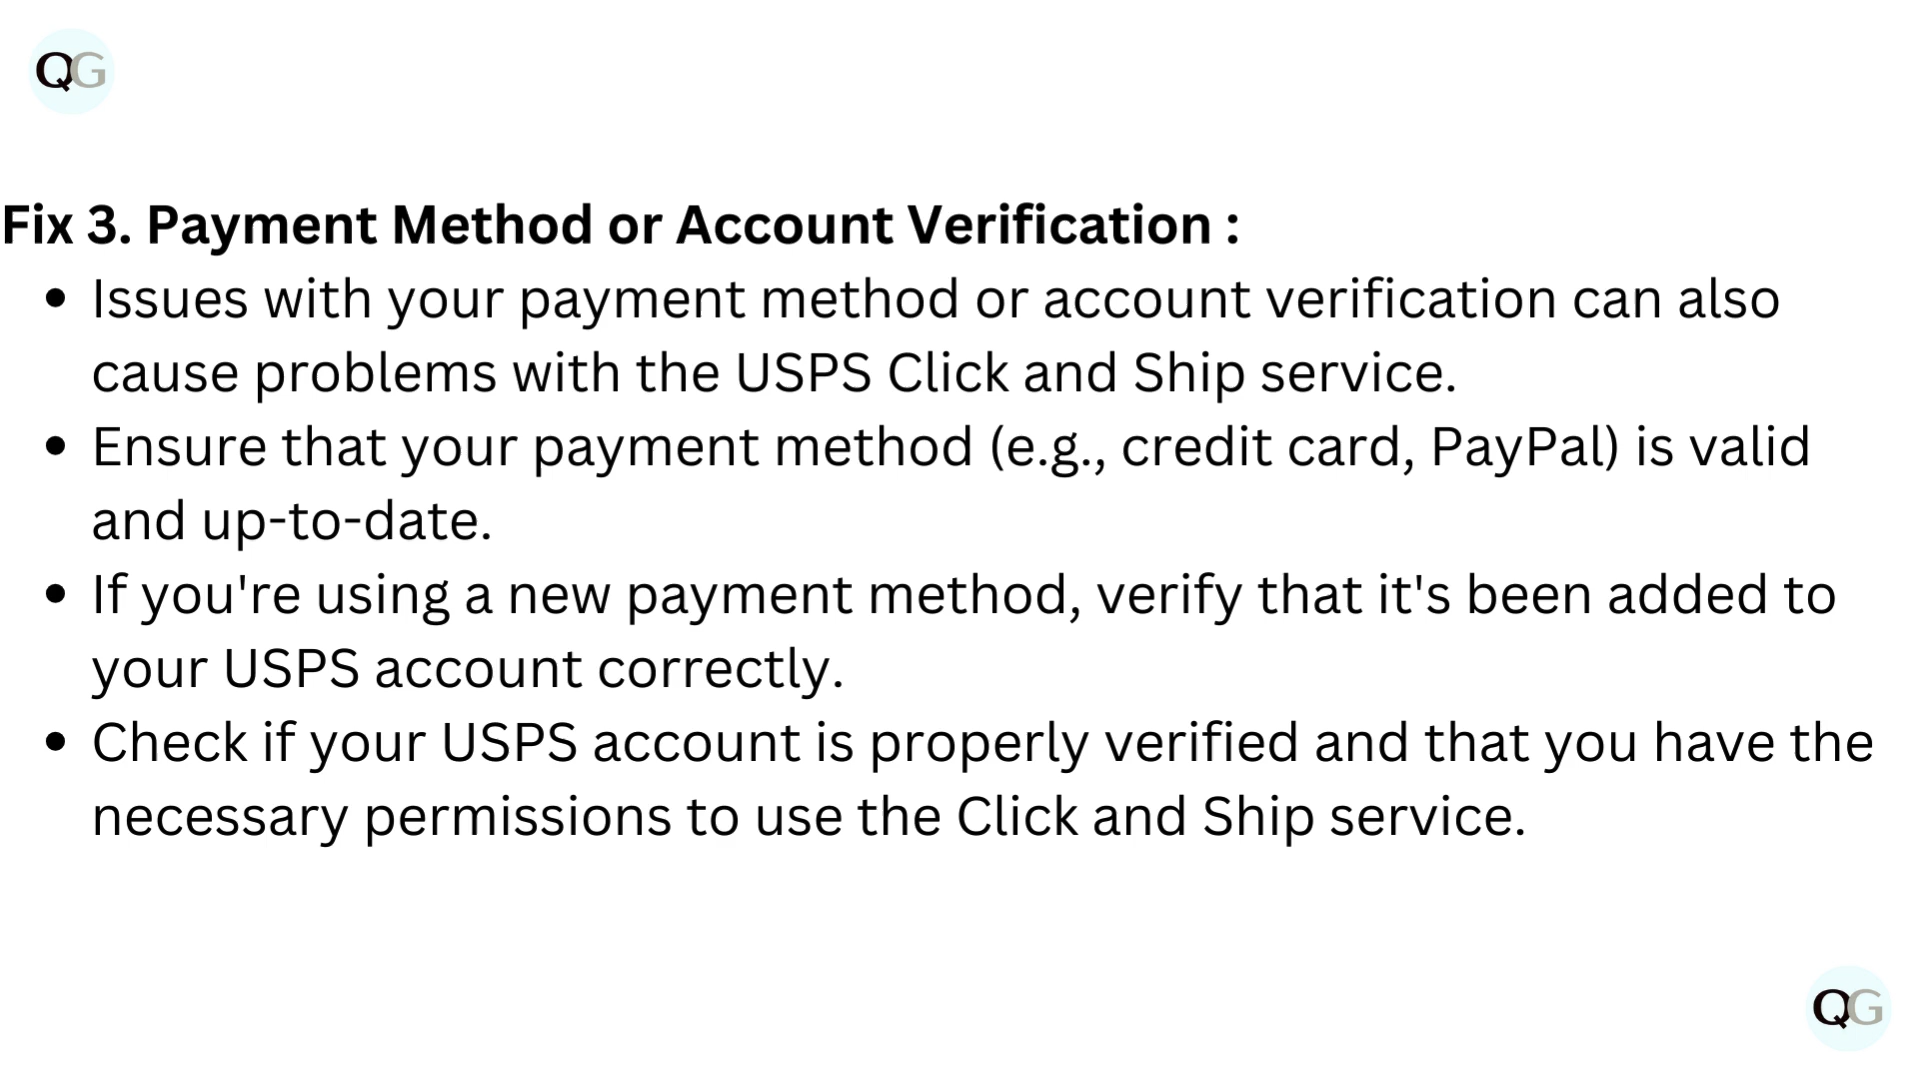 QG
Fix 3. Payment Method or Account Verification :
• Issues with your payment method or account verification can also
cause problems with the USPS Click and Ship service.
• Ensure that your payment method (e.g., credit card, PayPal) is valid
and up-to-date.
• If you're using a new payment method, verify that it's been added to
your USPS account correctly.
• Check if your USPS account is properly verified and that you have the
necessary permissions to use the Click and Ship service.
QG